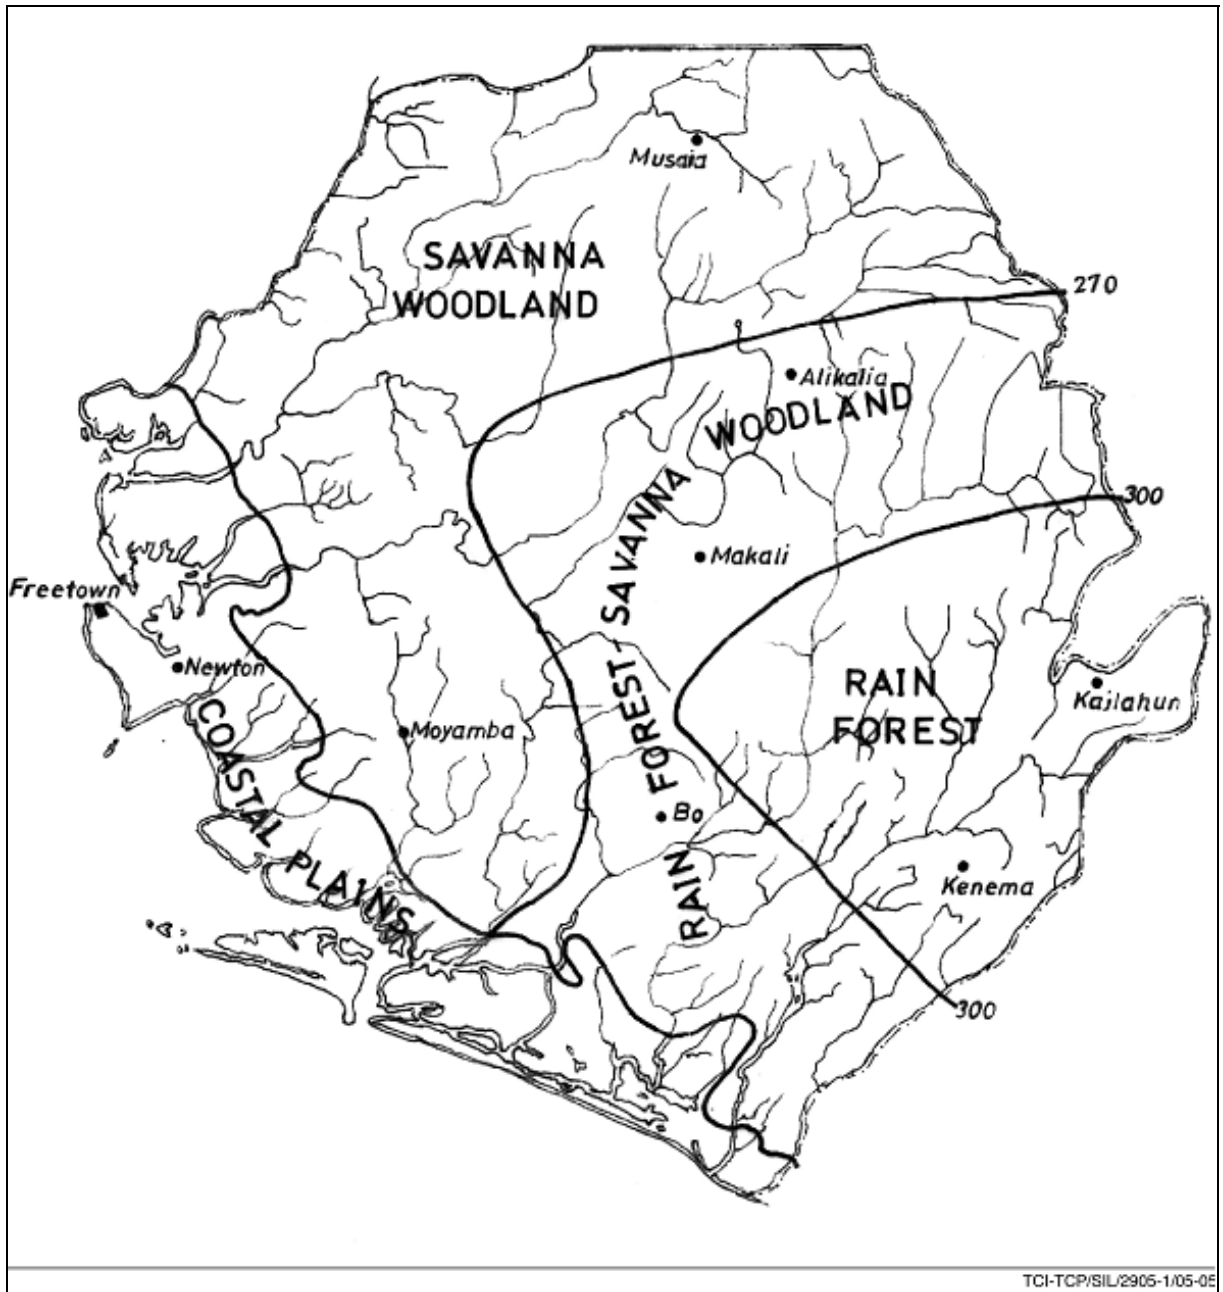 Musaia
SAVANNA
WOODLAND
270
Alikalia
RAIN FOREST-SAVANNA WOODLAND
300
Makali
Freetown
Newton
RAIN
FOREST
Kailahun
COASTAL PLAINS
Moyamba
Bo
Kenema
300
TCI-TCP/SIL/2905-1/05-05